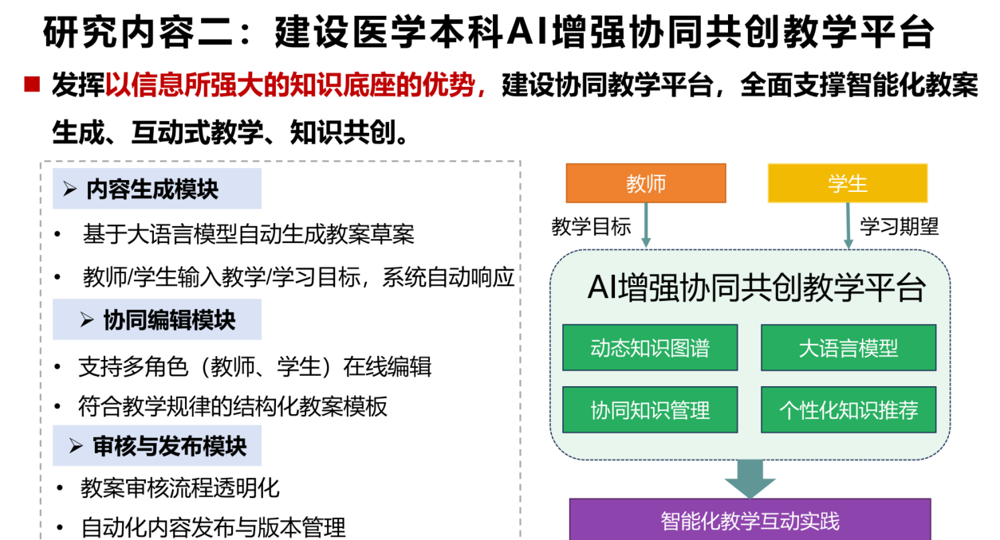 研究内容二：建设医学本科AI增强协同共创教学平台
■ 发挥以信息所强大的知识底座的优势，建设协同教学平台，全面支撑智能化教案
生成、互动式教学、知识共创。
➢ 内容生成模块
• 基于大语言模型自动生成教案草案
• 教师/学生输入教学/学习目标，系统自动响应
➢ 协同编辑模块
• 支持多角色（教师、学生）在线编辑
• 符合教学规律的结构化教案模板
➢ 审核与发布模块
• 教案审核流程透明化
• 自动化内容发布与版本管理
教师
学生
教学目标
学习期望
AI增强协同共创教学平台
动态知识图谱
大语言模型
协同知识管理
个性化知识推荐
智能化教学互动实践